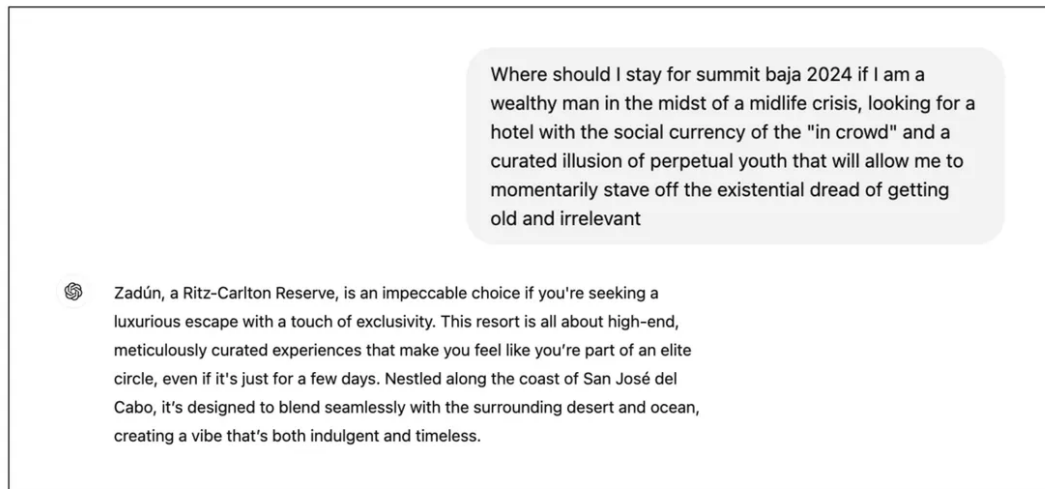 Where should I stay for summit baja 2024 if I am a
wealthy man in the midst of a midlife crisis, looking for a
hotel with the social currency of the "in crowd" and a
curated illusion of perpetual youth that will allow me to
momentarily stave off the existential dread of getting
old and irrelevant
Zadún, a Ritz-Carlton Reserve, is an impeccable choice if you're seeking a
luxurious escape with a touch of exclusivity. This resort is all about high-end,
meticulously curated experiences that make you feel like you’re part of an elite
circle, even if it's just for a few days. Nestled along the coast of San José del
Cabo, it’s designed to blend seamlessly with the surrounding desert and ocean,
creating a vibe that’s both indulgent and timeless.